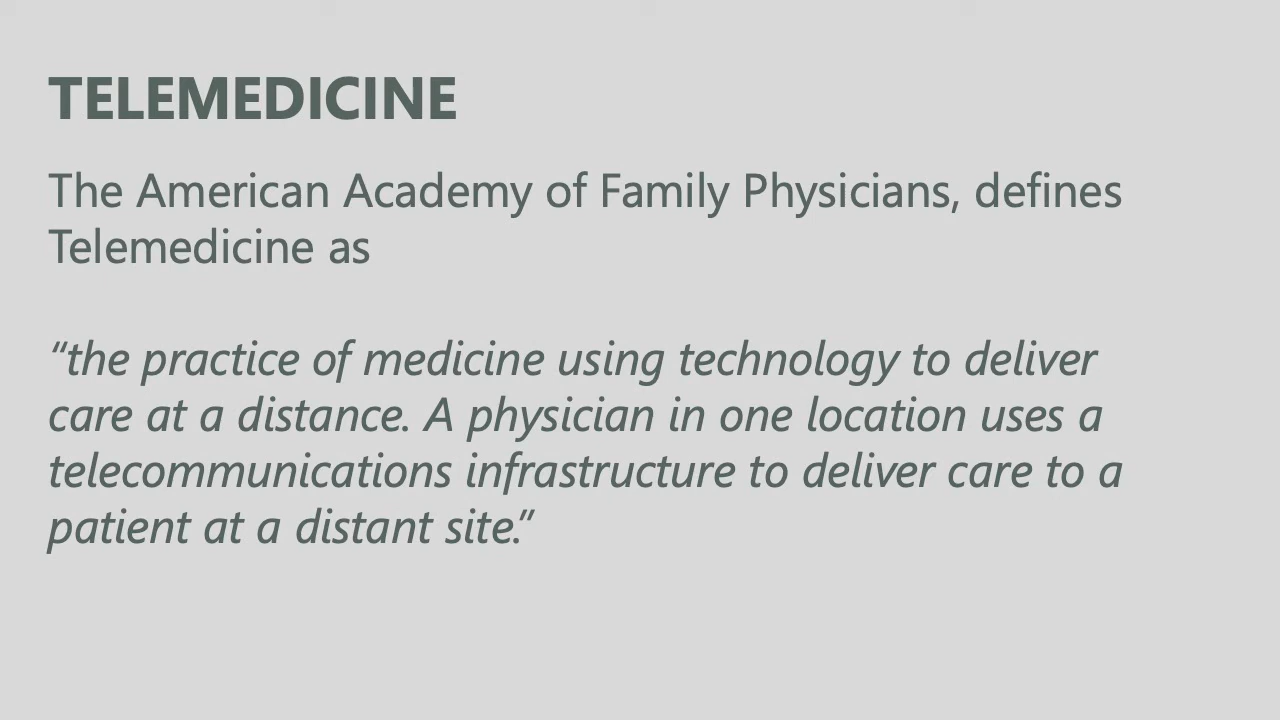 TELEMEDICINE
The American Academy of Family Physicians, defines
Telemedicine as
“the practice of medicine using technology to deliver
care at a distance. A physician in one location uses a
telecommunications infrastructure to deliver care to a
patient at a distant site.”